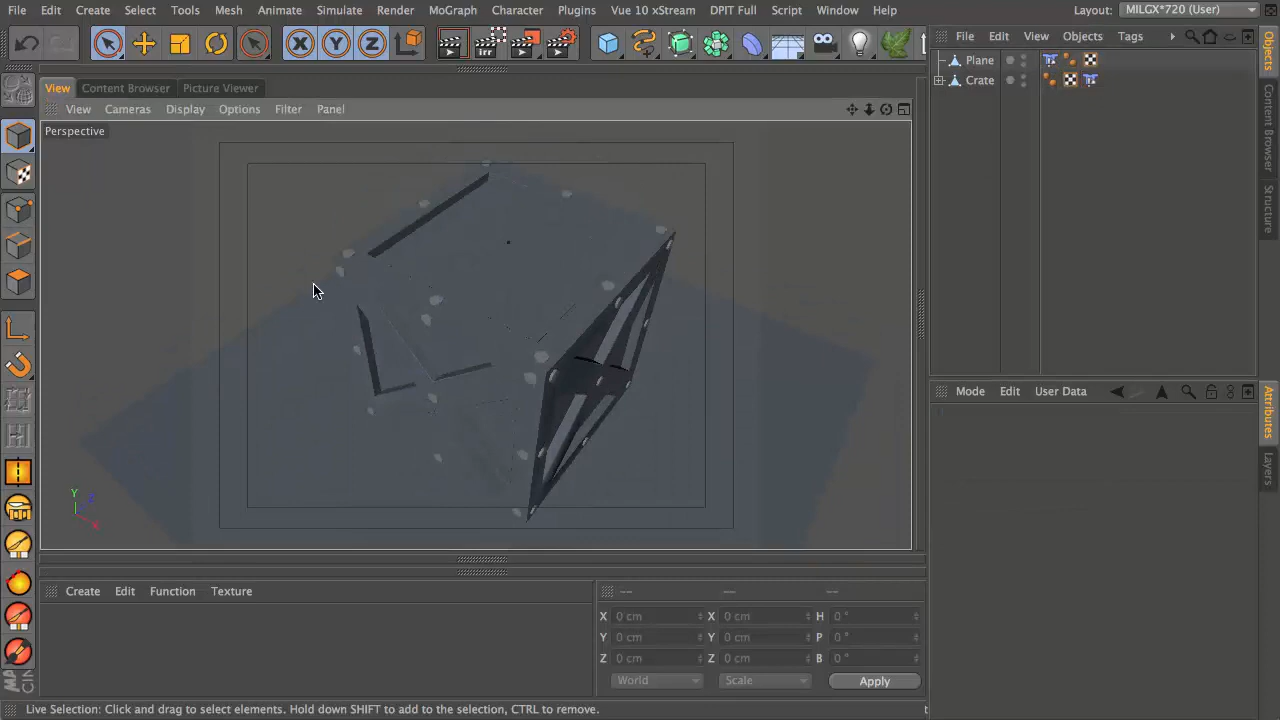 File Edit Create Select Tools Mesh Animate Simulate Render MoGraph Character Plugins Vue 10 xStream DPIT Full Script Window Help Layout: MILGX*720 (User)
X Y Z irr
File Edit View Objects Tags
Plane
Crate
View Content Browser Picture Viewer
View Cameras Display Options Filter Panel
Perspective
Y Z X
Objects
Content Browser
Structure
Mode Edit User Data
Attributes
Layers
Create Edit Function Texture
-- -- --
X 0 cm X 0 cm H 0 °
Y 0 cm Y 0 cm P 0 °
Z 0 cm Z 0 cm B 0 °
World Scale Apply
Live Selection: Click and drag to select elements. Hold down SHIFT to add to the selection, CTRL to remove.